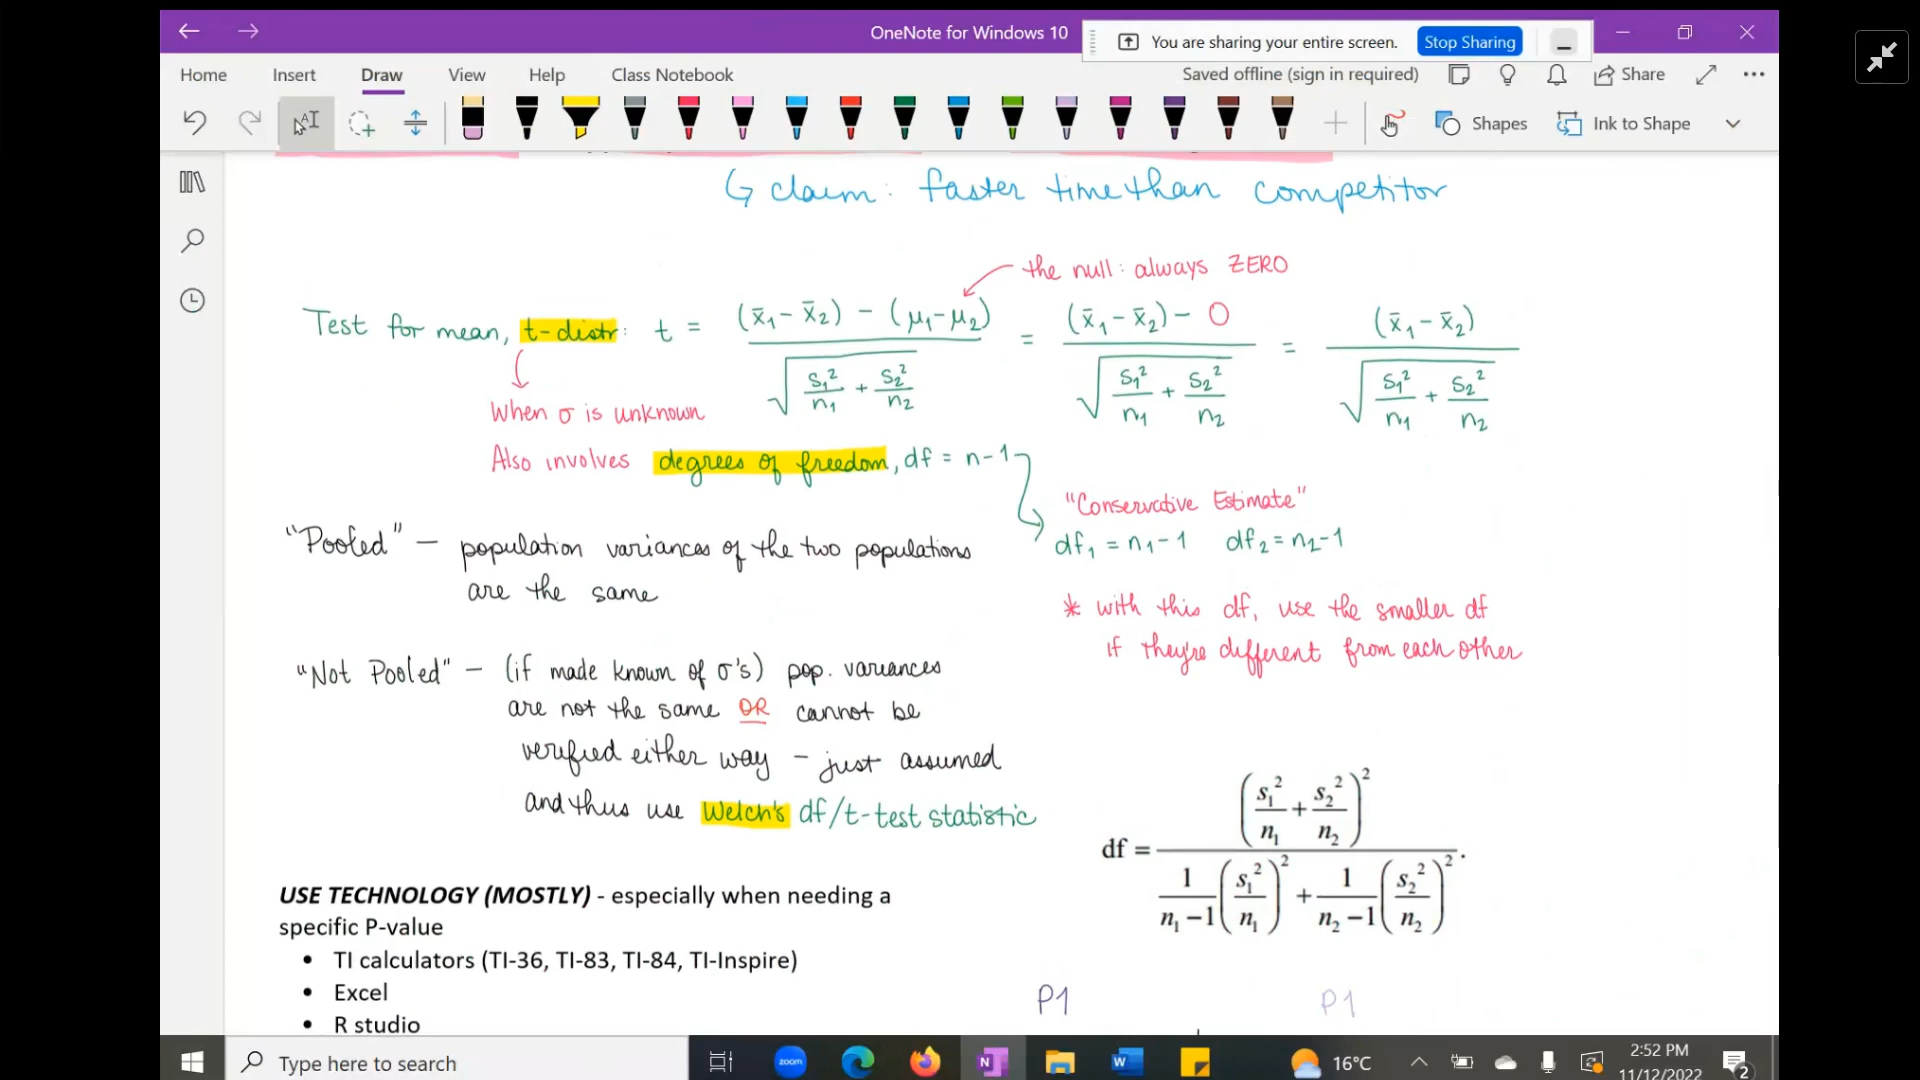 OneNote for Windows 10
You are sharing your entire screen. Stop Sharing
Home Insert Draw View Help Class Notebook
Saved offline (sign in required) Share
Shapes Ink to Shape
↳ claim: faster time than competitor
the null: always ZERO
Test for mean, t-distr: t = (x̄₁ - x̄₂) - (μ₁-μ₂) / √(s₁²/n₁ + s₂²/n₂) = (x̄₁ - x̄₂) - 0 / √(s₁²/n₁ + s₂²/n₂) = (x̄₁ - x̄₂) / √(s₁²/n₁ + s₂²/n₂)
When σ is unknown
Also involves degrees of freedom, df = n-1
"Conservative Estimate"
df₁ = n₁-1 df₂ = n₂-1
"Pooled" - population variances of the two populations
are the same
* with this df, use the smaller df
if they're different from each other
"Not Pooled" - (if made known of σ's) pop. variances
are not the same OR cannot be
verified either way - just assumed
and thus use Welch's df/t-test statistic
df = (s₁²/n₁ + s₂²/n₂)² / 1/(n₁-1) (s₁²/n₁)² + 1/(n₂-1) (s₂²/n₂)².
USE TECHNOLOGY (MOSTLY) - especially when needing a
specific P-value
• TI calculators (TI-36, TI-83, TI-84, TI-Inspire)
• Excel
• R studio
P1 P1
Type here to search
zoom
16°C
2:52 PM
11/12/2022
2